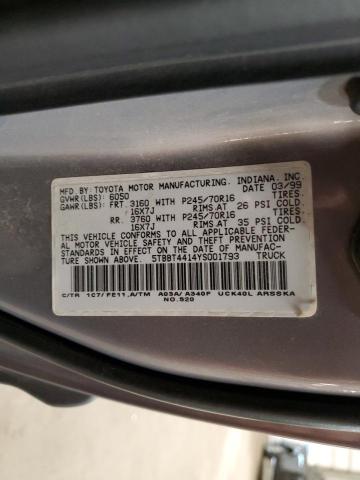 MFD. BY: TOYOTA MOTOR MANUFACTURING, INDIANA, INC.
GVWR (LBS): 6050 DATE 03/99
GAWR (LBS): FRT. 3160 WITH P245/70R16 TIRES,
16X7J RIMS AT 26 PSI COLD.
RR. 3760 WITH P245/70R16 TIRES,
16X7J RIMS AT 35 PSI COLD.
THIS VEHICLE CONFORMS TO ALL APPLICABLE FEDER-
AL MOTOR VEHICLE SAFETY AND THEFT PREVENTION
STANDARDS IN EFFECT ON THE DATE OF MANUFAC-
TURE SHOWN ABOVE. 5TBBT4414YS001793 TRUCK
C/TR 1C7/FE11,A/TM A03A/A340F UCK40L ARSSKA
NO.520